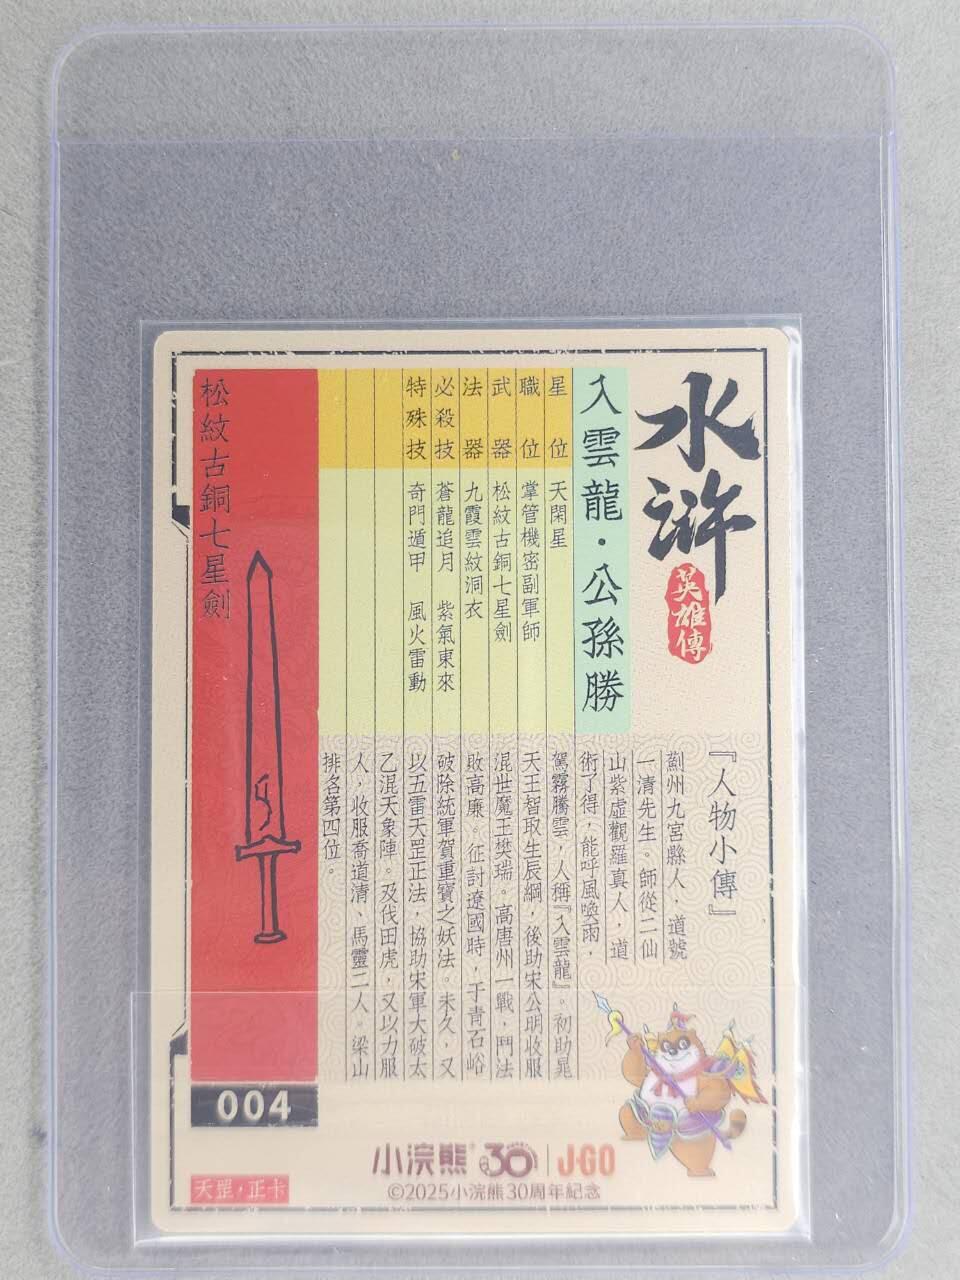 水滸
英雄傳
入雲龍·公孫勝
星位 天閑星
職位 掌管機密副軍師
武器 松紋古銅七星劍
法器 九霞雲紋洞衣
必殺技 蒼龍追月 紫氣東來
特殊技 奇門遁甲 風火雷動
松紋古銅七星劍
『人物小傳』
薊州九宮縣人，道號
一清先生。師從二仙
山紫虛觀羅真人，道
術了得，能呼風喚雨，
駕霧騰雲，人稱『入雲龍』。初助晁
天王智取生辰綱，後助宋公明收服
混世魔王樊瑞。高唐州一戰，鬥法
敗高廉。征討遼國時，于青石峪
破除統軍賀重寶之妖法。未久，又
以五雷天罡正法，協助宋軍大破太
乙混天象陣。及伐田虎，又以力服
人，收服喬道清、馬靈二人。梁山
排名第四位。
004
天罡·正卡
小浣熊 30 J·GO
©2025小浣熊30周年紀念